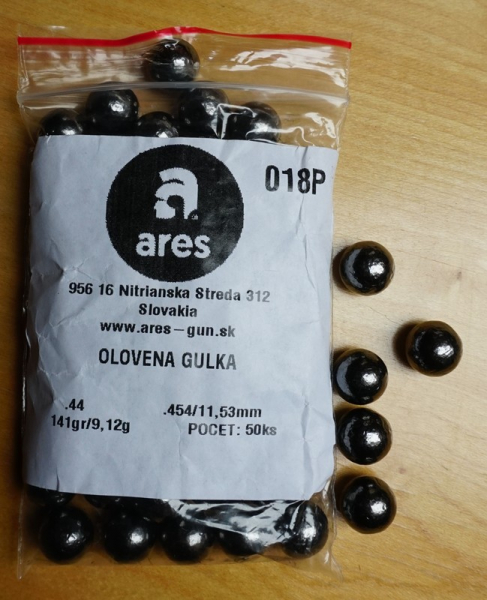 018P
ares
956 16 Nitrianska Streda 312
Slovakia
www.ares-gun.sk
OLOVENA GULKA
.44 .454/11,53mm
141gr/9,12g POCET: 50ks